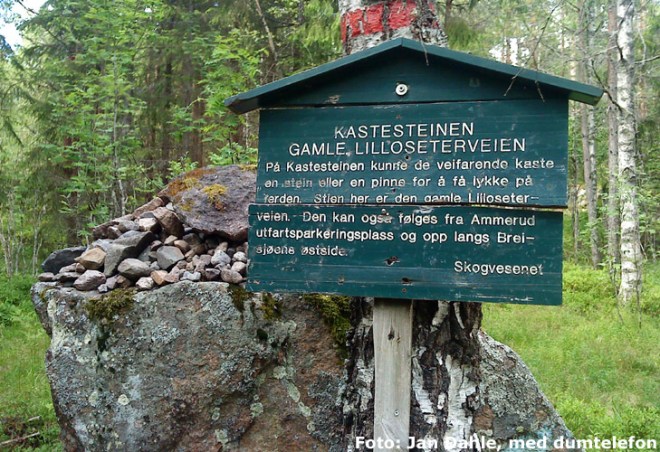 KASTESTEINEN
GAMLE LILLOSETERVEIEN
På Kastesteinen kunne de veifarende kaste
en stein eller en pinne for å få lykke på
ferden. Stien her er den gamle Lilloseter-
veien. Den kan også følges fra Ammerud
utfartsparkeringsplass og opp langs Brei-
sjøens østside.
Skogvesenet
Foto: Jan Dahle, med dumtelefon